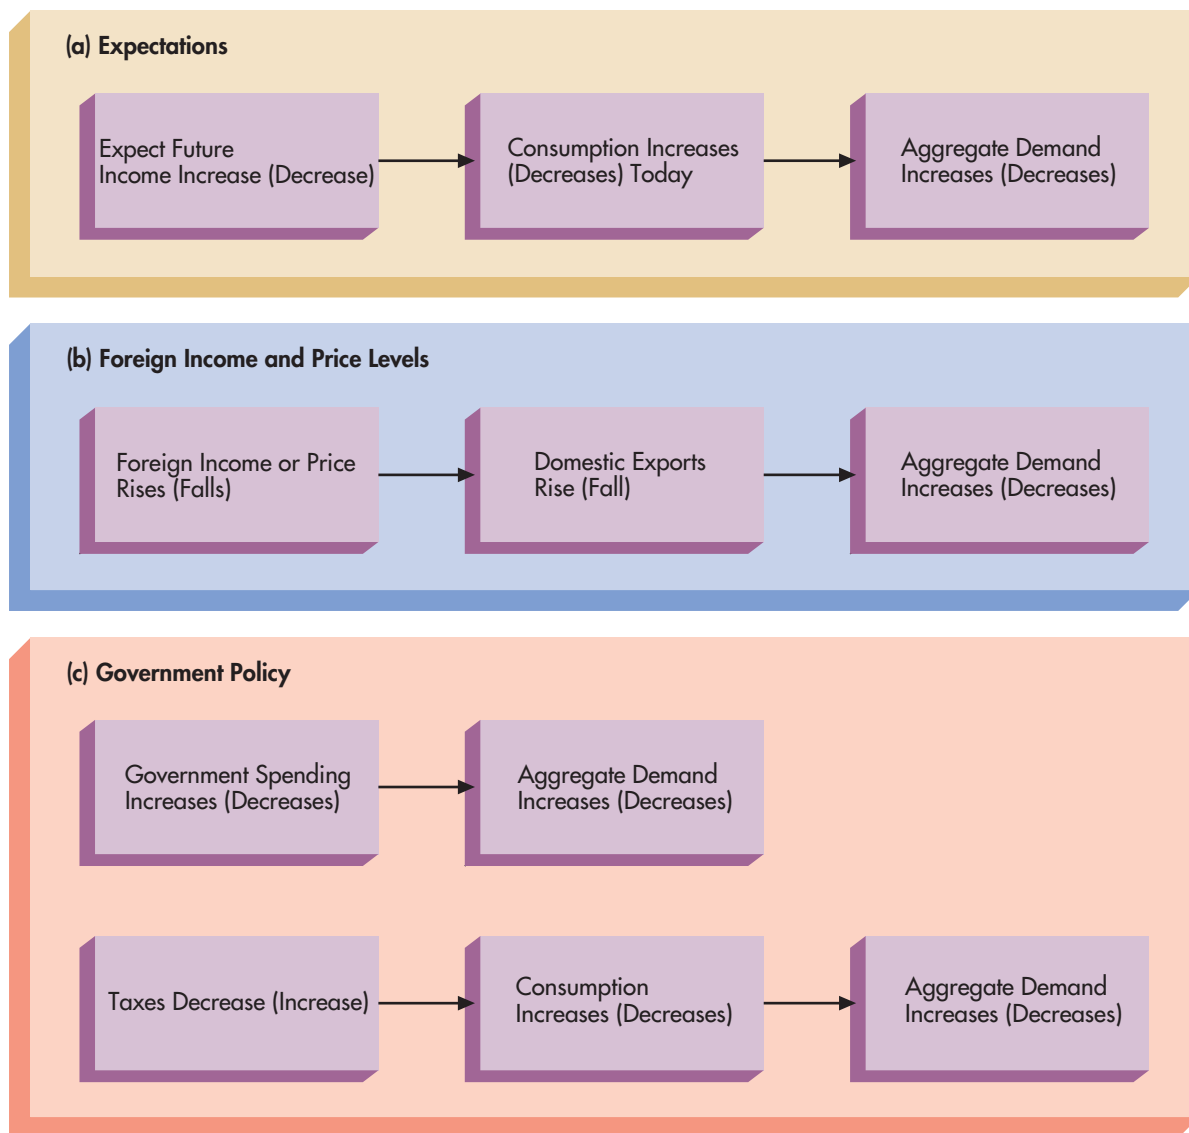 (a) Expectations
Expect Future
Income Increase (Decrease)
Consumption Increases
(Decreases) Today
Aggregate Demand
Increases (Decreases)
(b) Foreign Income and Price Levels
Foreign Income or Price
Rises (Falls)
Domestic Exports
Rise (Fall)
Aggregate Demand
Increases (Decreases)
(c) Government Policy
Government Spending
Increases (Decreases)
Aggregate Demand
Increases (Decreases)
Taxes Decrease (Increase)
Consumption
Increases (Decreases)
Aggregate Demand
Increases (Decreases)